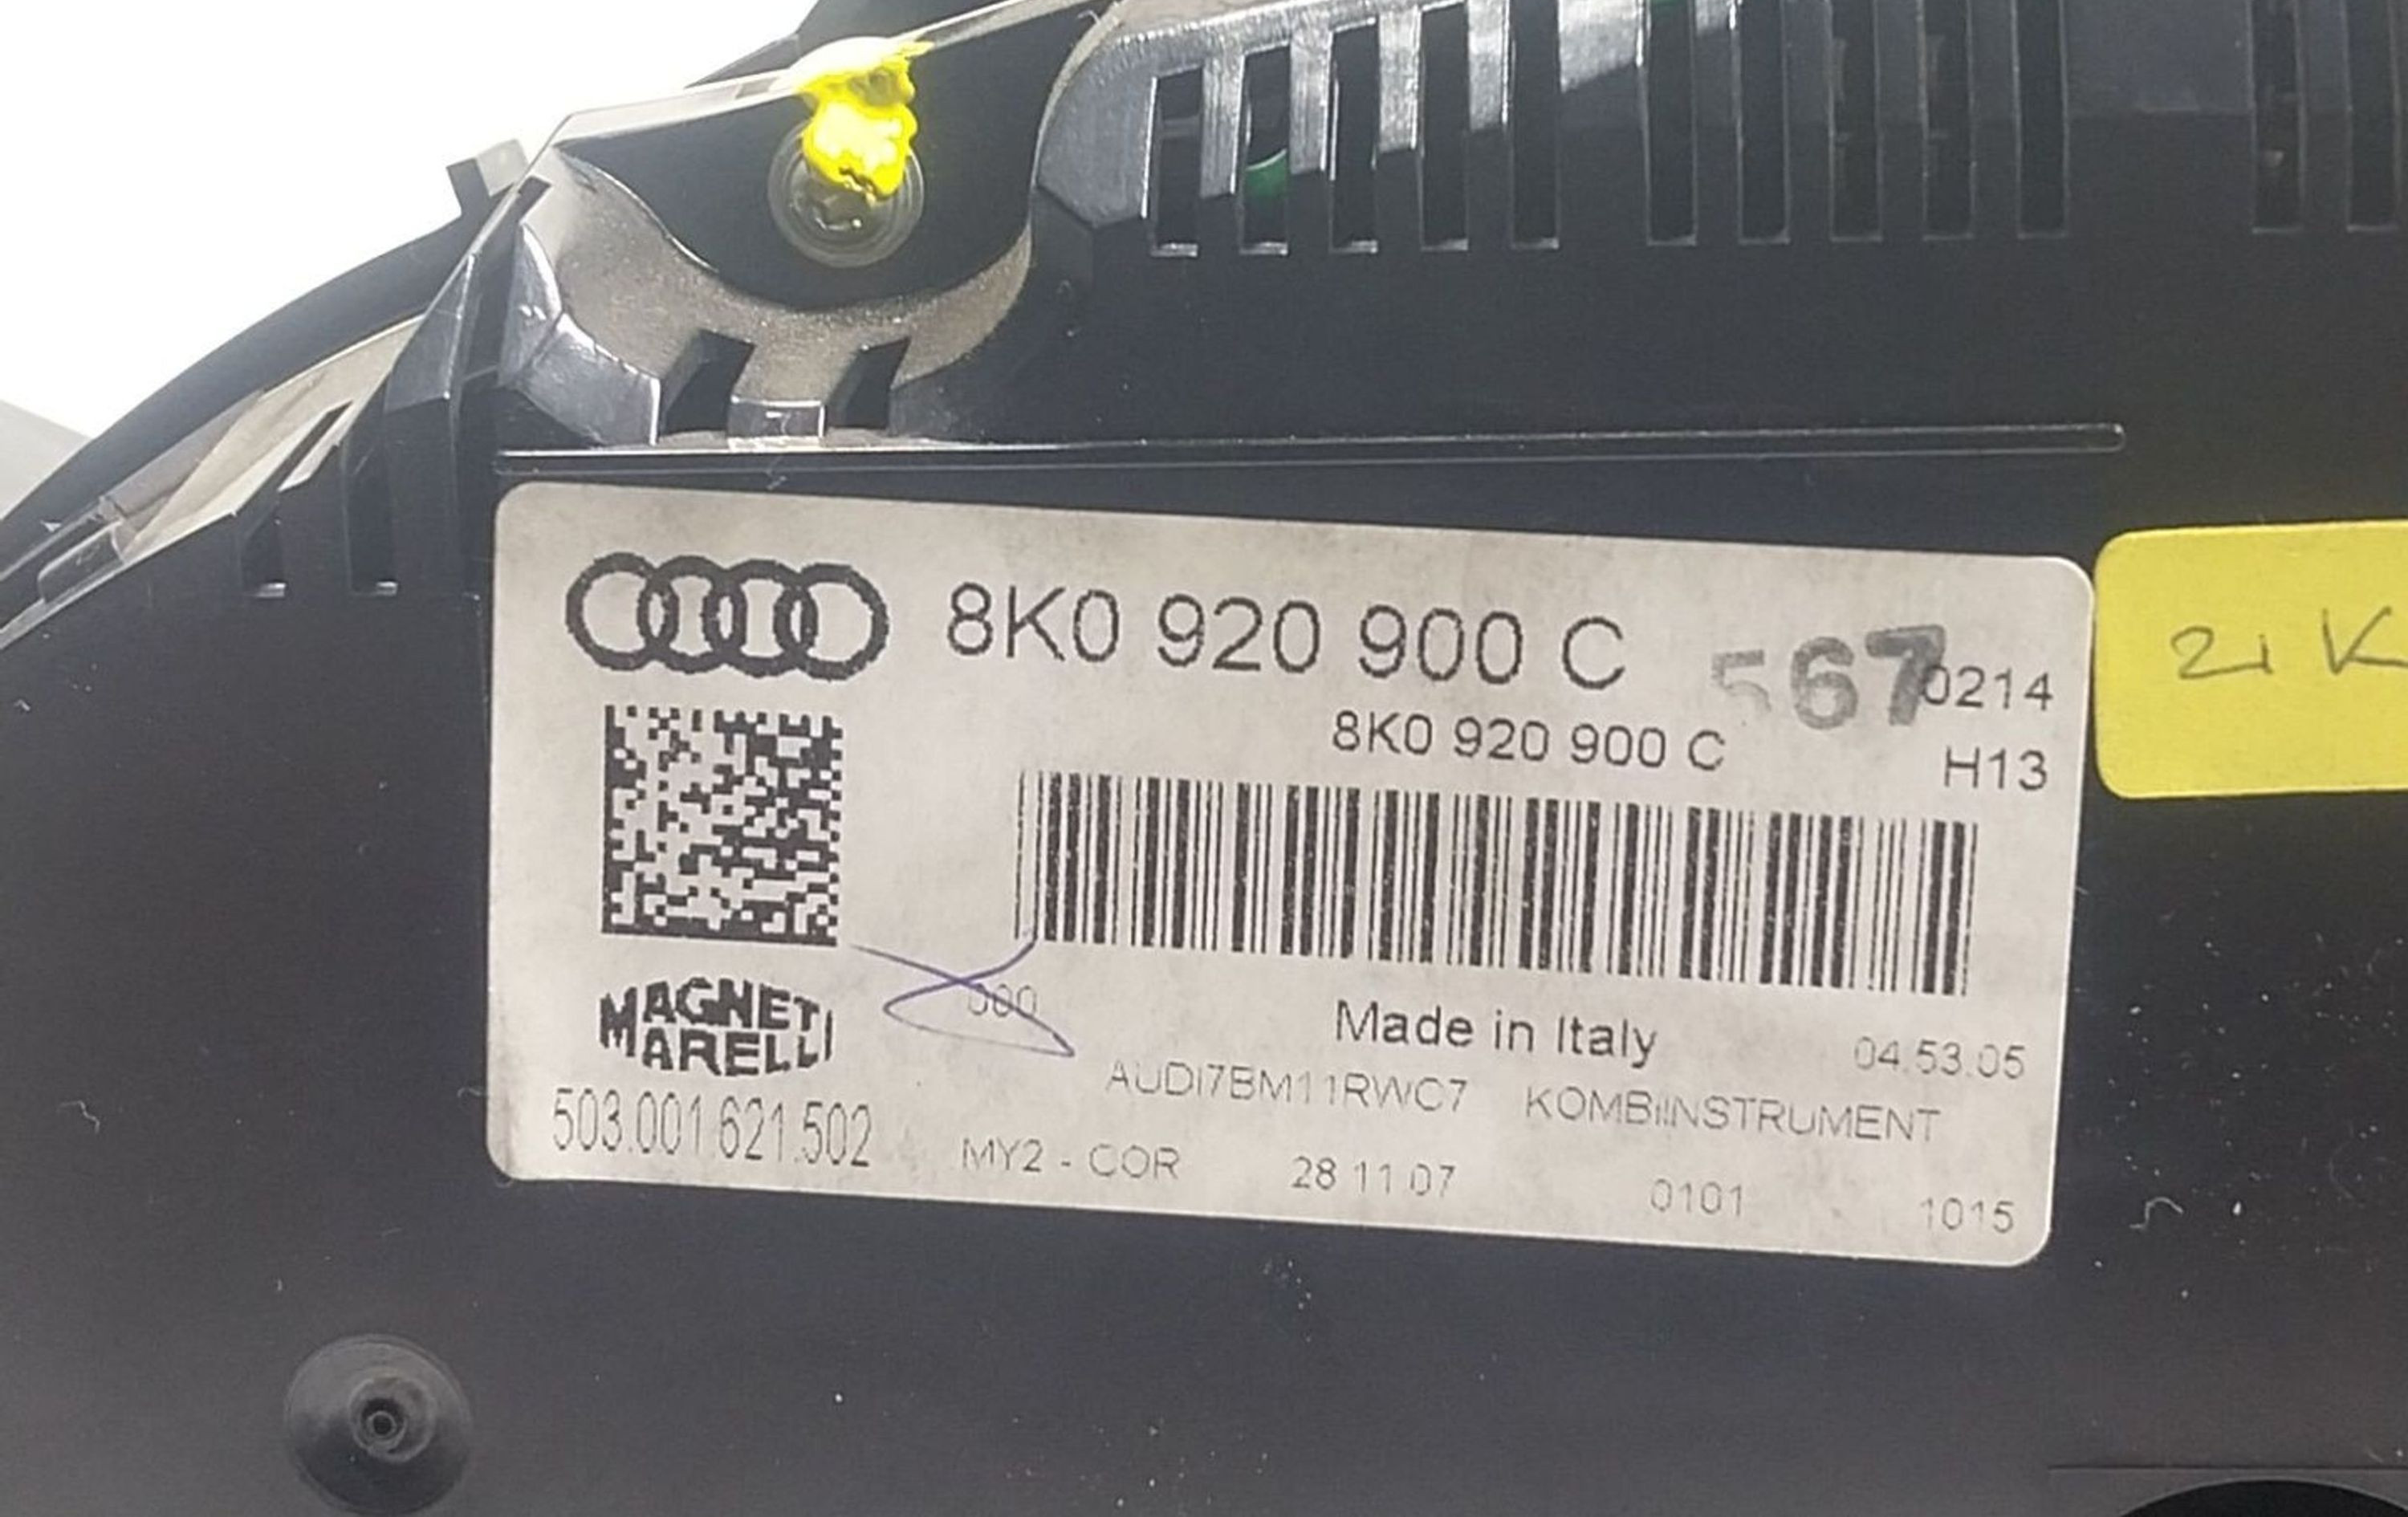 8K0 920 900 C
567
0214
8K0 920 900 C
H13
000
Made in Italy
04.53.05
MAGNETI
MARELLI
AUDI7BM11RWC7 KOMBIINSTRUMENT
503.001.621.502
MY2 - COR 28 11 07 0101 1015
21 K